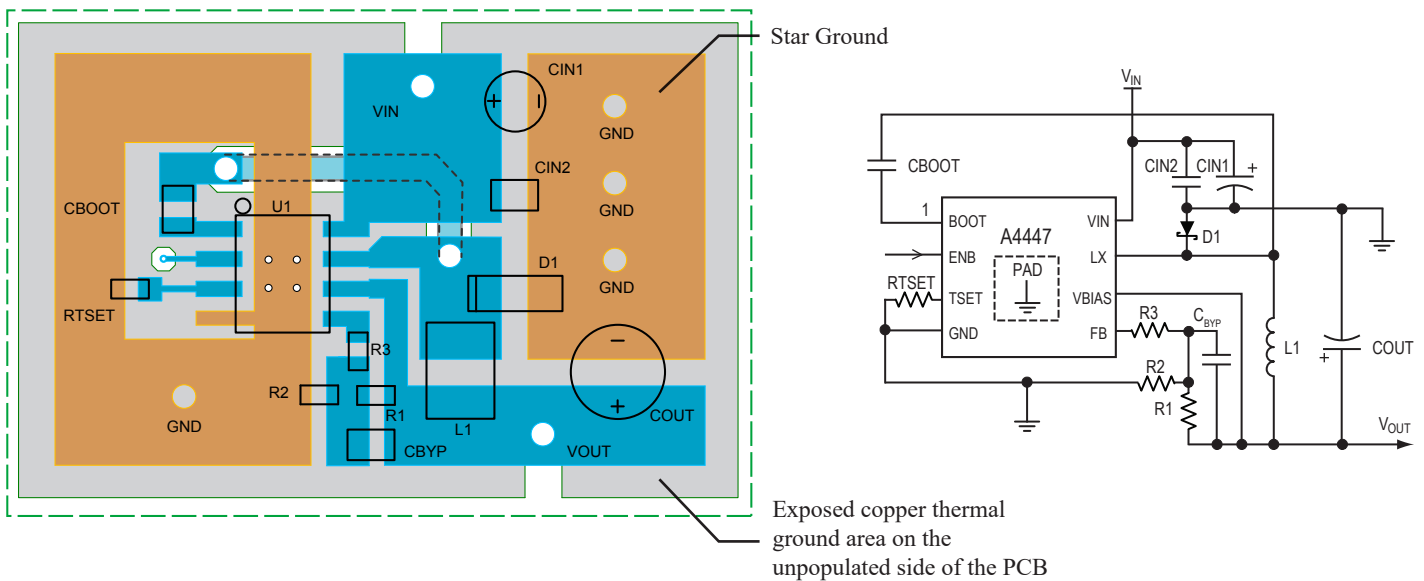 Star Ground
CIN1
VIN
GND
CIN2
GND
CBOOT
U1
D1
GND
RTSET
R3
R2
R1
COUT
GND
L1
CBYP
VOUT
Exposed copper thermal
ground area on the
unpopulated side of the PCB
VIN
CBOOT
CIN2
CIN1
+
1
BOOT
VIN
A4447
D1
ENB
LX
PAD
RTSET
TSET
VBIAS
R3
CBYP
GND
FB
L1
COUT
+
R2
R1
VOUT